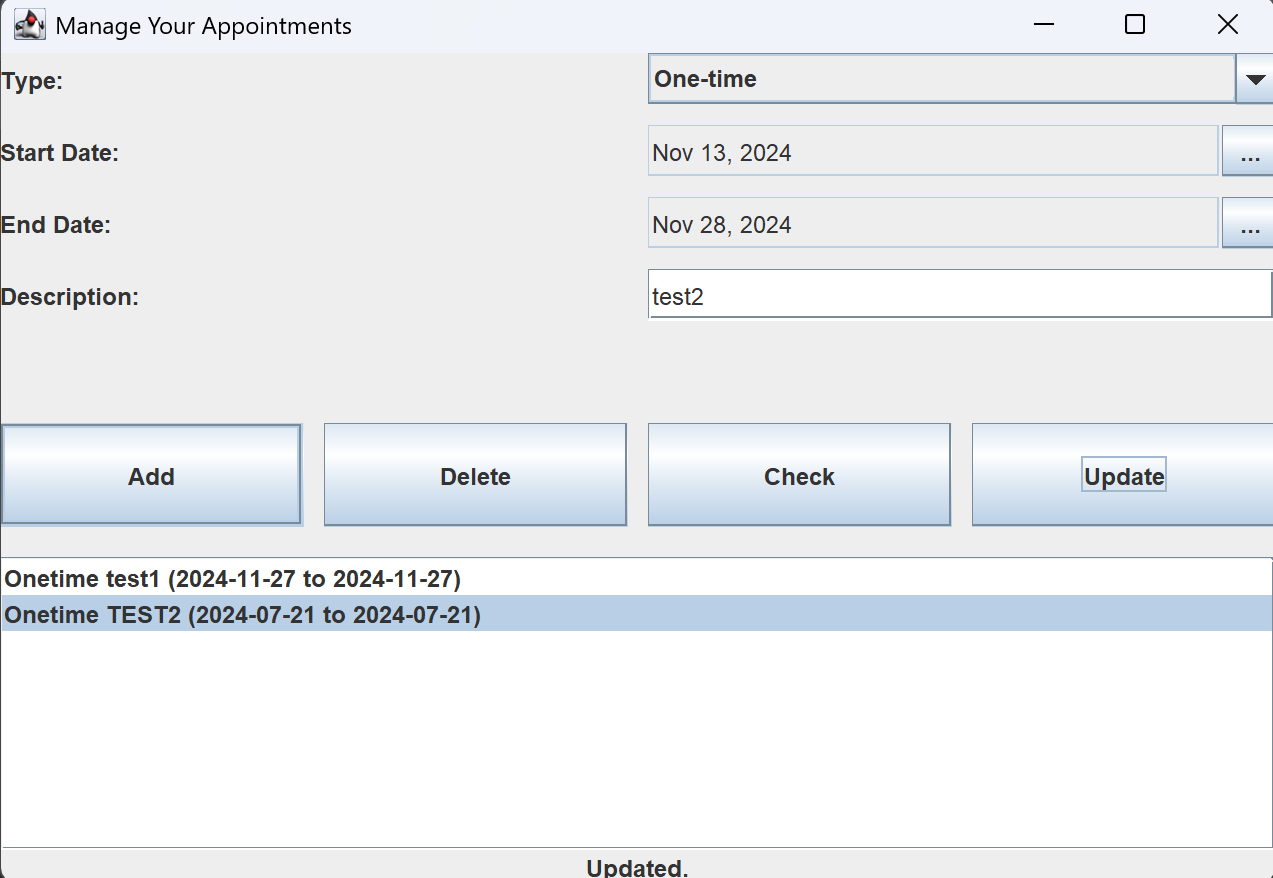 Manage Your Appointments
Type: One-time
Start Date: Nov 13, 2024 ...
End Date: Nov 28, 2024 ...
Description: test2
Add Delete Check Update
Onetime test1 (2024-11-27 to 2024-11-27)
Onetime TEST2 (2024-07-21 to 2024-07-21)
Updated.